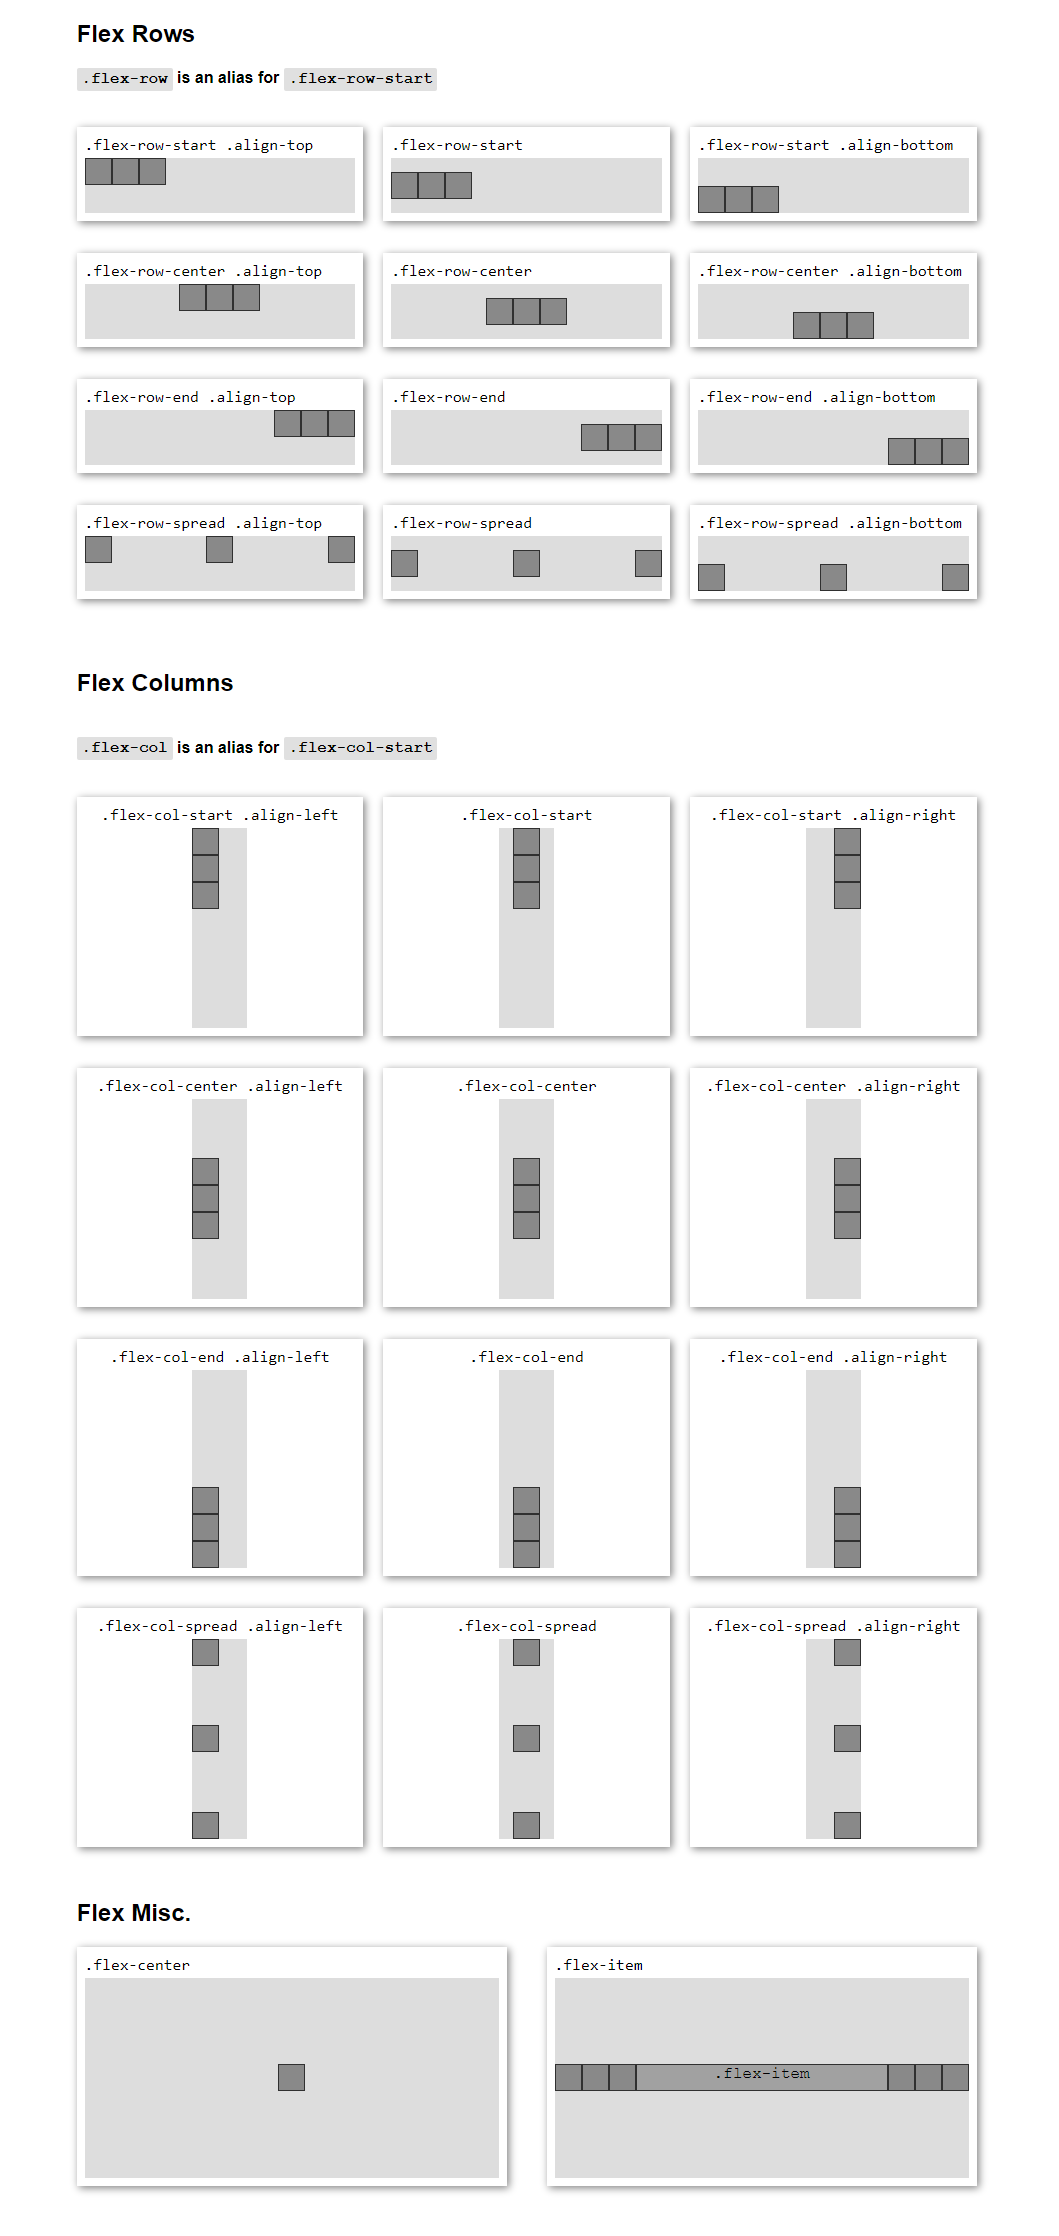 Flex Rows
.flex-row is an alias for .flex-row-start
.flex-row-start .align-top
.flex-row-start
.flex-row-start .align-bottom
.flex-row-center .align-top
.flex-row-center
.flex-row-center .align-bottom
.flex-row-end .align-top
.flex-row-end
.flex-row-end .align-bottom
.flex-row-spread .align-top
.flex-row-spread
.flex-row-spread .align-bottom
Flex Columns
.flex-col is an alias for .flex-col-start
.flex-col-start .align-left
.flex-col-start
.flex-col-start .align-right
.flex-col-center .align-left
.flex-col-center
.flex-col-center .align-right
.flex-col-end .align-left
.flex-col-end
.flex-col-end .align-right
.flex-col-spread .align-left
.flex-col-spread
.flex-col-spread .align-right
Flex Misc.
.flex-center
.flex-item
.flex-item